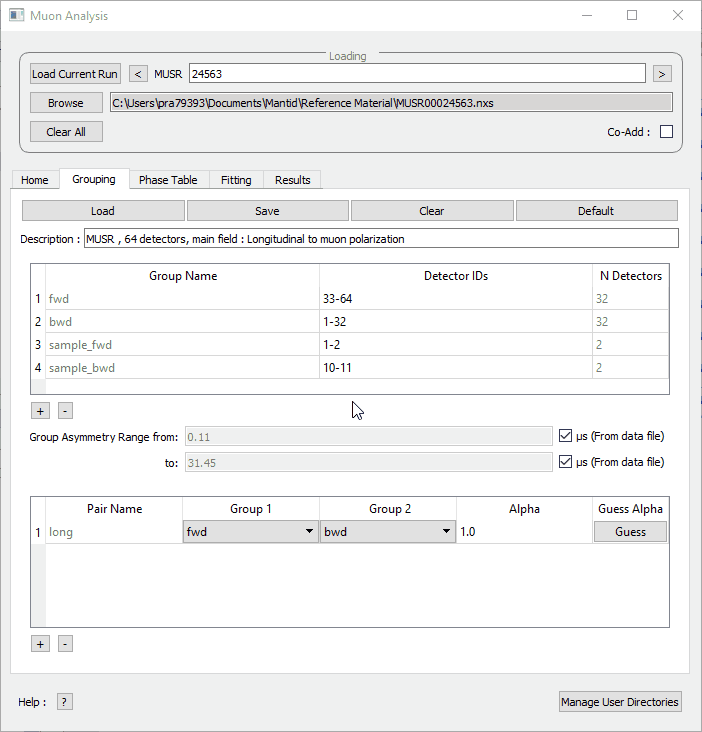 Muon Analysis
Loading
Load Current Run < MUSR 24563 >
Browse C:\Users\pra79393\Documents\Mantid\Reference Material\MUSR00024563.nxs
Clear All Co-Add :
Home Grouping Phase Table Fitting Results
Load Save Clear Default
Description : MUSR , 64 detectors, main field : Longitudinal to muon polarization
Group Name Detector IDs N Detectors
1 fwd 33-64 32
2 bwd 1-32 32
3 sample_fwd 1-2 2
4 sample_bwd 10-11 2
+ -
Group Asymmetry Range from: 0.11 µs (From data file)
to: 31.45 µs (From data file)
Pair Name Group 1 Group 2 Alpha Guess Alpha
1 long fwd bwd 1.0 Guess
+ -
Help : ? Manage User Directories